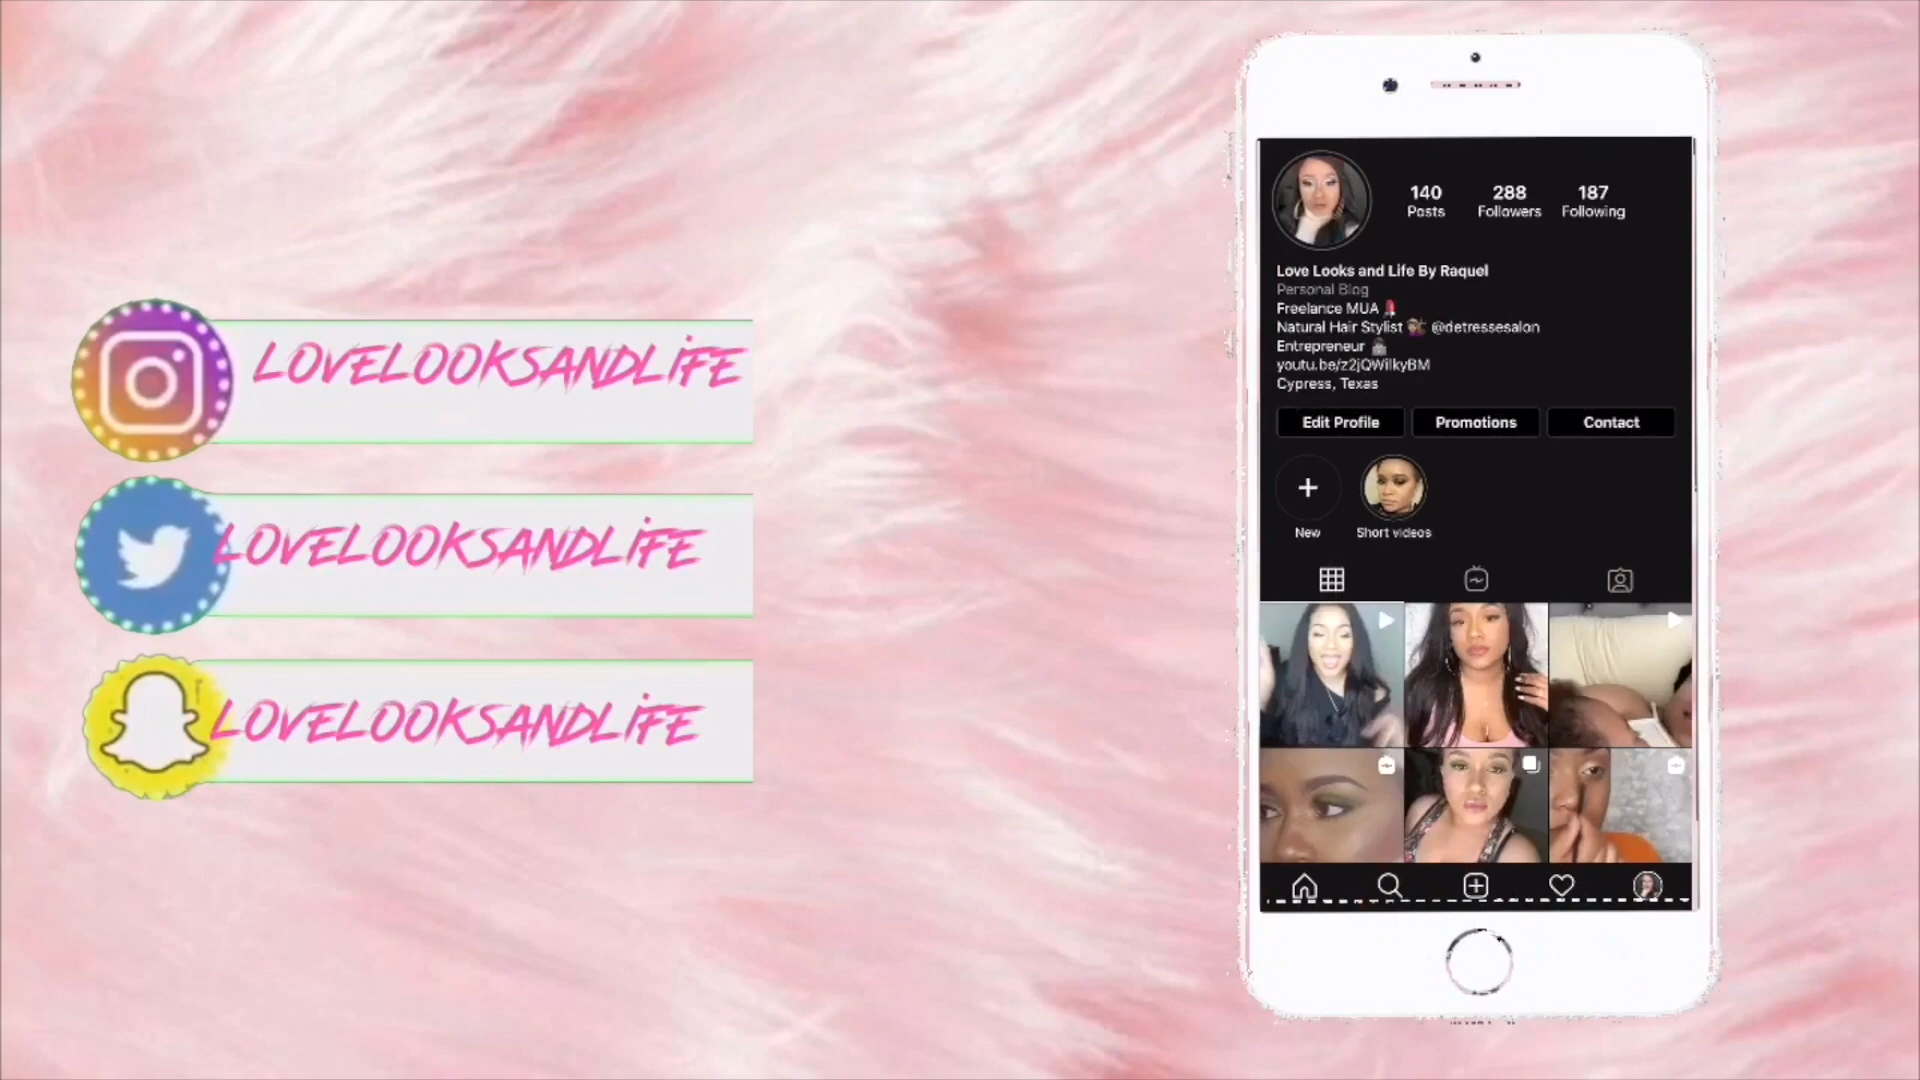 LOVELOOKSANDLiFE
LOVELOOKSANDLiFE
LOVELOOKSANDLiFE
140 288 187
Posts Followers Following
Love Looks and Life By Raquel
Personal Blog
Freelance MUA 💄
Natural Hair Stylist @detressesalon
Entrepreneur
youtu.be/z2jQWilkyBM
Cypress, Texas
Edit Profile Promotions Contact
New Short videos